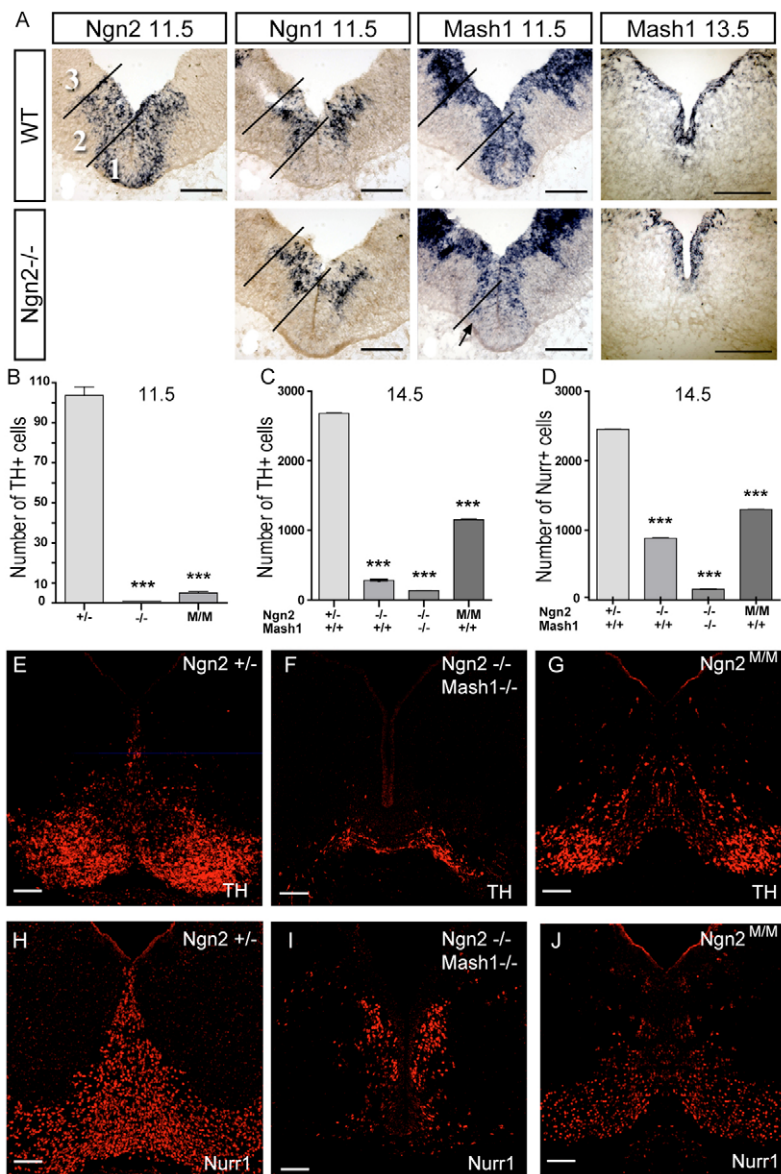 A
Ngn2 11.5
Ngn1 11.5
Mash1 11.5
Mash1 13.5
WT
3
2
1
Ngn2-/-
B
11.5
Number of TH+ cells
110
90
70
50
30
10
0
***
***
+/-
-/-
M/M
C
14.5
Number of TH+ cells
3000
2000
1000
0
***
***
***
Ngn2 +/- -/- -/- M/M
Mash1 +/+ +/+ -/- +/+
D
14.5
Number of Nurr+ cells
3000
2000
1000
0
***
***
***
Ngn2 +/- -/- -/- M/M
Mash1 +/+ +/+ -/- +/+
E
Ngn2 +/-
TH
F
Ngn2 -/-
Mash1-/-
TH
G
Ngn2 M/M
TH
H
Ngn2 +/-
Nurr1
I
Ngn2 -/-
Mash1-/-
J
Ngn2 M/M
Nurr1